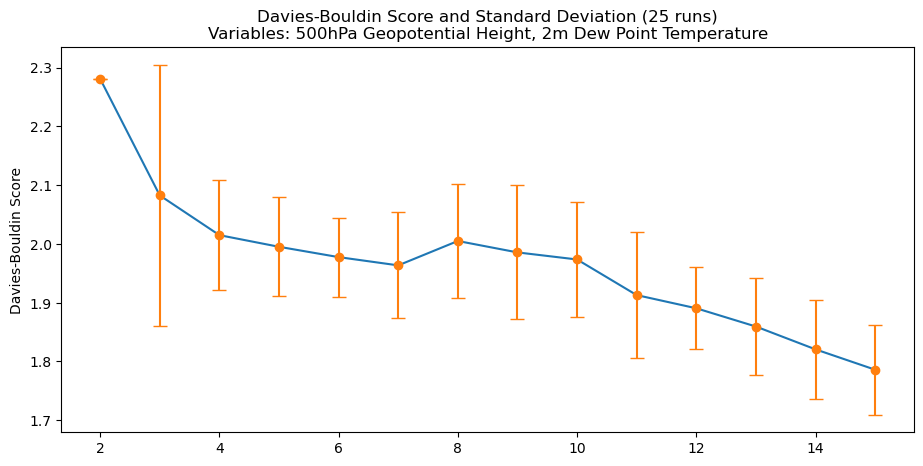 Davies-Bouldin Score and Standard Deviation (25 runs)
Variables: 500hPa Geopotential Height, 2m Dew Point Temperature
Davies-Bouldin Score
2.3
2.2
2.1
2.0
1.9
1.8
1.7
2 4 6 8 10 12 14